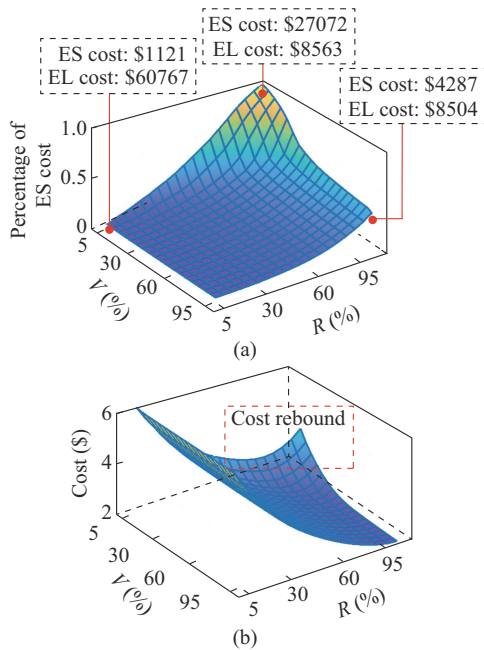 ES cost: $27072
EL cost: $8563
ES cost: $1121
EL cost: $60767
ES cost: $4287
EL cost: $8504
Percentage of
ES cost
1.0
0.5
0
5
30
60
95
V (%)
5
30
60
95
R (%)
(a)
Cost rebound
Cost ($)
6
4
2
5
30
60
95
V (%)
5
30
60
95
R (%)
(b)